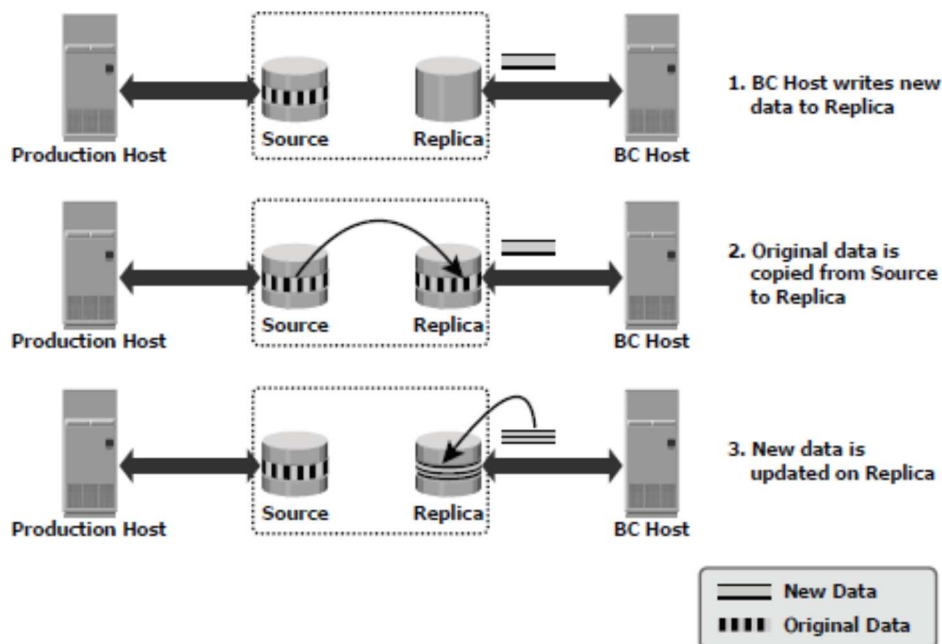 Source
Replica
Production Host
BC Host
1. BC Host writes new
data to Replica
Source
Replica
Production Host
BC Host
2. Original data is
copied from Source
to Replica
Source
Replica
Production Host
BC Host
3. New data is
updated on Replica
New Data
Original Data